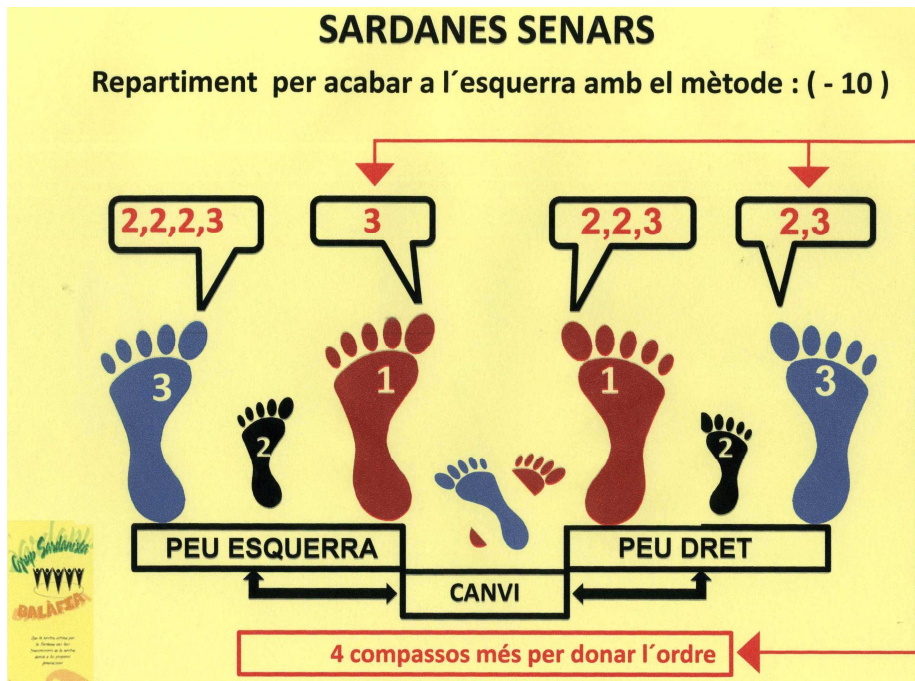 SARDANES SENARS
Repartiment per acabar a l´esquerra amb el mètode : ( - 10 )
2,2,2,3
3
2,2,3
2,3
3
2
1
1
2
3
PEU ESQUERRA
PEU DRET
CANVI
Grup Sardanista
BALÀFIA
4 compassos més per donar l´ordre